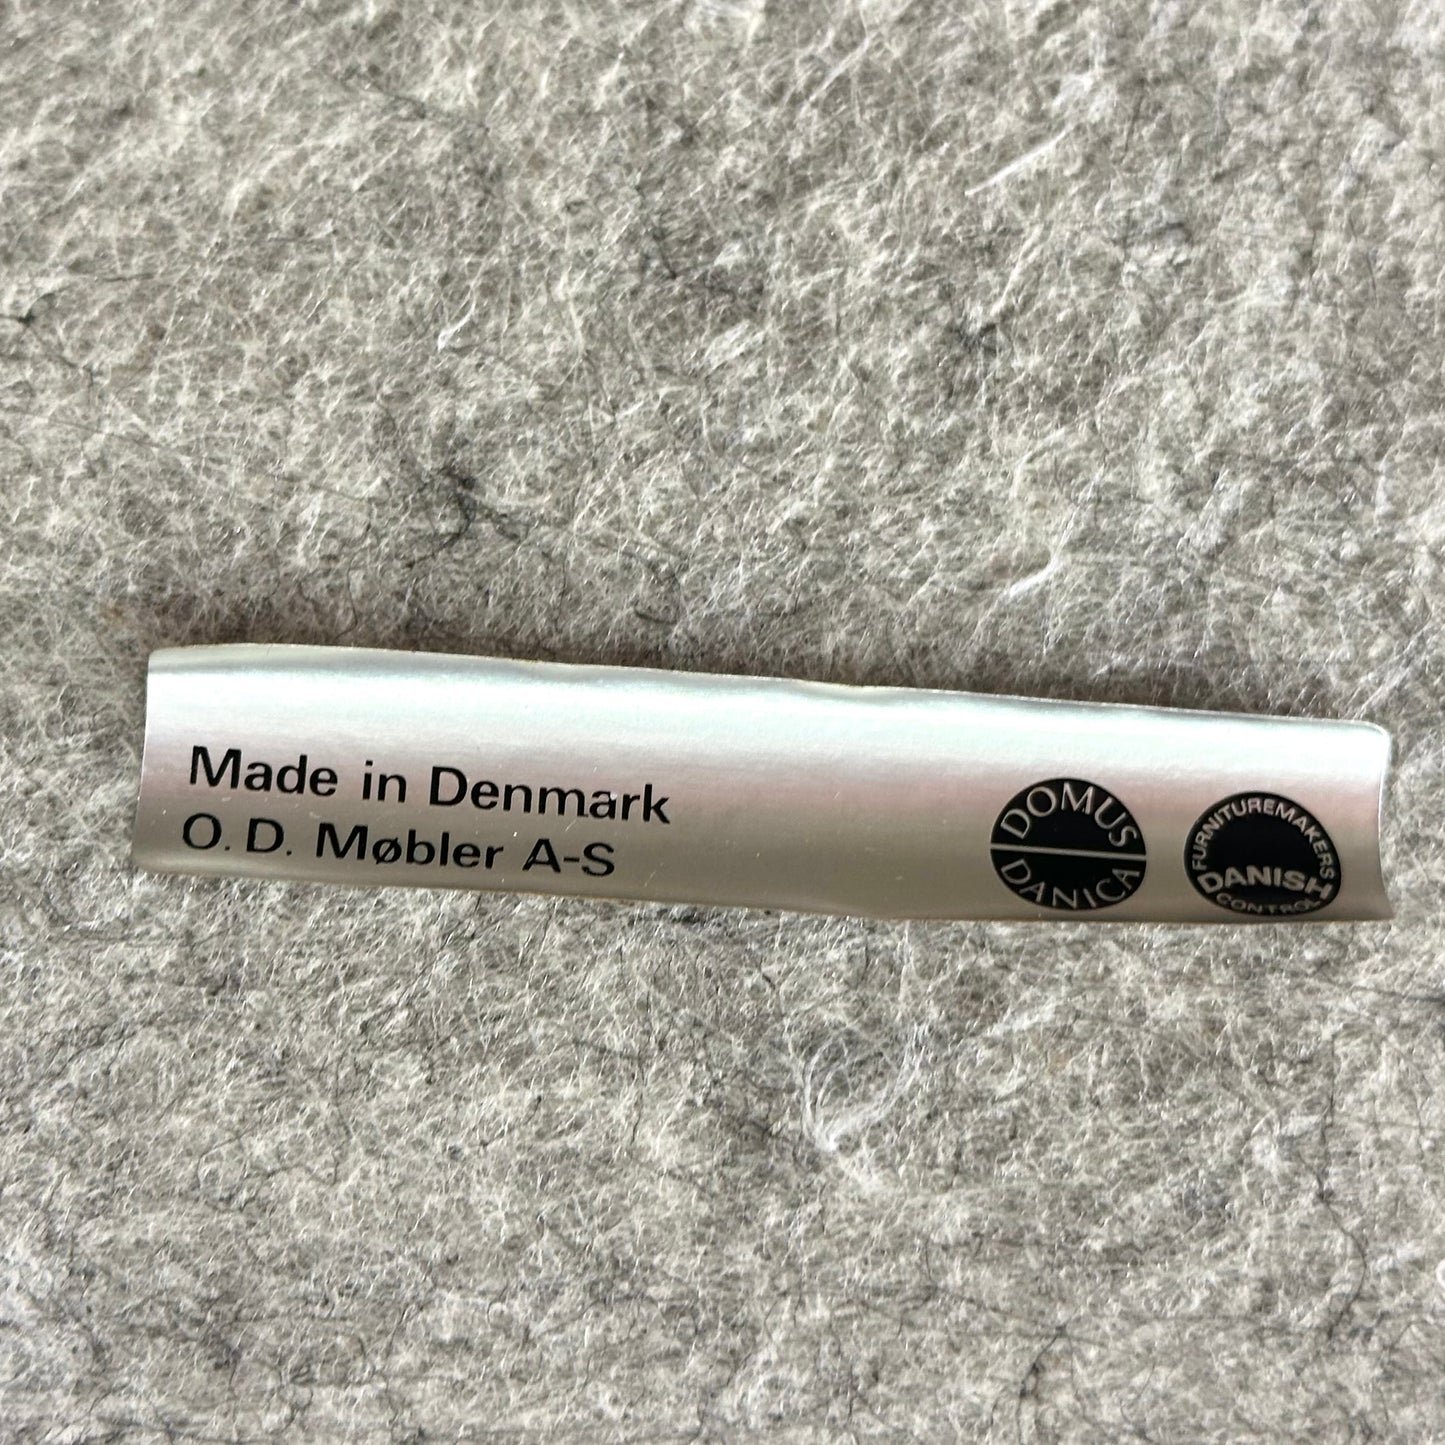 Made in Denmark
O. D. Møbler A-S
DOMUS
DANICA
FURNITUREMAKERS
DANISH
CONTROL